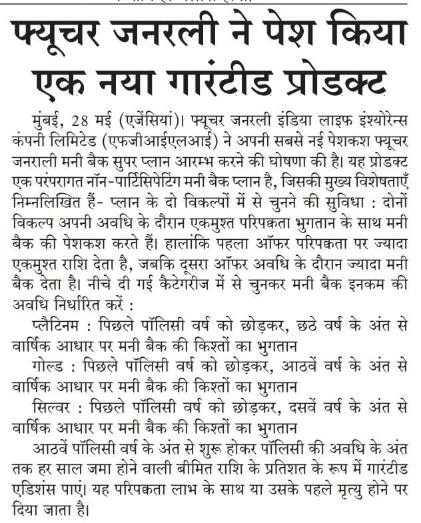 फ्यूचर जनरली ने पेश किया
एक नया गारंटीड प्रोडक्ट
मुंबई, 28 मई (एजेंसियां)। फ्यूचर जनरली इंडिया लाइफ इंश्योरेन्स
कंपनी लिमिटेड (एफजीआईएलआई) ने अपनी सबसे नई पेशकश फ्यूचर
जनराली मनी बैक सुपर प्लान आरम्भ करने की घोषणा की है। यह प्रोडक्ट
एक परंपरागत नॉन-पार्टिसिपेटिंग मनी बैक प्लान है, जिसकी मुख्य विशेषताएँ
निम्नलिखित हैं- प्लान के दो विकल्पों में से चुनने की सुविधा : दोनों
विकल्प अपनी अवधि के दौरान एकमुश्त परिपक्वता भुगतान के साथ मनी
बैक की पेशकश करते हैं। हालांकि पहला ऑफर परिपक्वता पर ज्यादा
एकमुश्त राशि देता है, जबकि दूसरा ऑफर अवधि के दौरान ज्यादा मनी
बैक देता है। नीचे दी गई कैटेगरीज में से चुनकर मनी बैक इनकम की
अवधि निर्धारित करें :
प्लैटिनम : पिछले पॉलिसी वर्ष को छोड़कर, छठे वर्ष के अंत से
वार्षिक आधार पर मनी बैक की किश्तों का भुगतान
गोल्ड : पिछले पॉलिसी वर्ष को छोड़कर, आठवें वर्ष के अंत से
वार्षिक आधार पर मनी बैक की किश्तों का भुगतान
सिल्वर : पिछले पॉलिसी वर्ष को छोड़कर, दसवें वर्ष के अंत से
वार्षिक आधार पर मनी बैक की किश्तों का भुगतान
आठवें पॉलिसी वर्ष के अंत से शुरू होकर पॉलिसी की अवधि के अंत
तक हर साल जमा होने वाली बीमित राशि के प्रतिशत के रूप में गारंटीड
एडिशंस पाएं। यह परिपक्वता लाभ के साथ या उसके पहले मृत्यु होने पर
दिया जाता है।